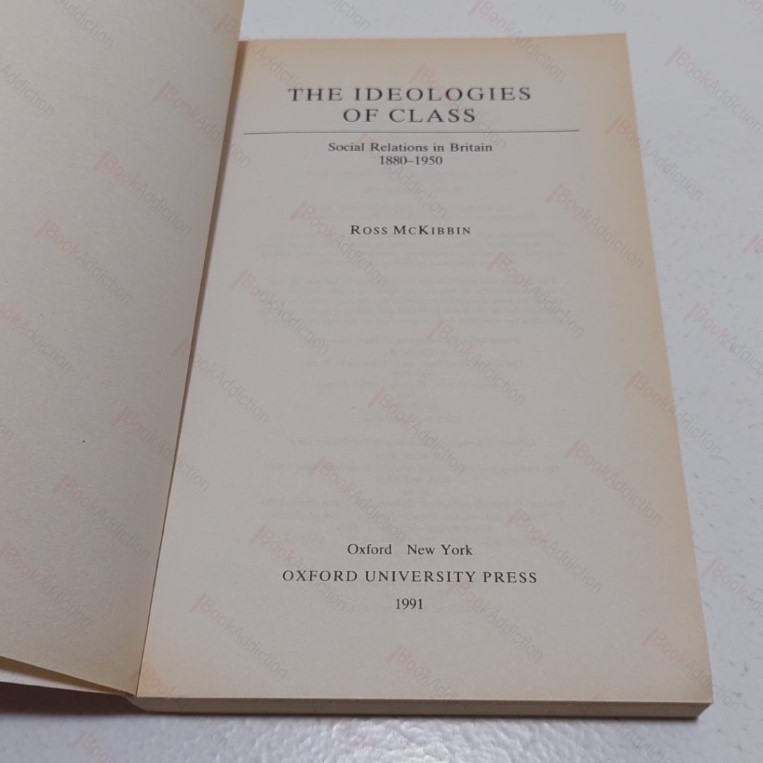 THE IDEOLOGIES
OF CLASS
Social Relations in Britain
1880–1950
ROSS MCKIBBIN
Oxford New York
OXFORD UNIVERSITY PRESS
1991
BookAddiction